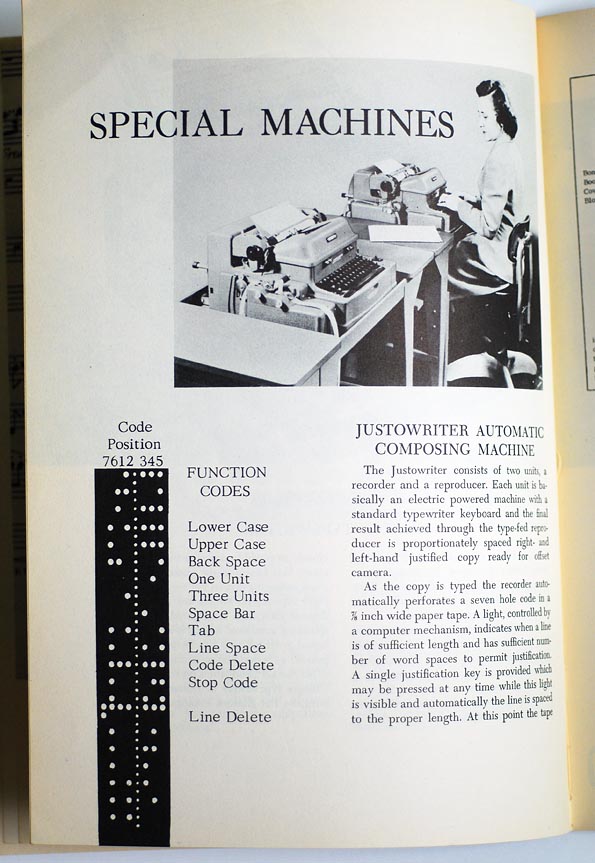 SPECIAL MACHINES
Code
Position
7612 345
FUNCTION
CODES
Lower Case
Upper Case
Back Space
One Unit
Three Units
Space Bar
Tab
Line Space
Code Delete
Stop Code
Line Delete
JUSTOWRITER AUTOMATIC
COMPOSING MACHINE
The Justowriter consists of two units, a
recorder and a reproducer. Each unit is ba-
sically an electric powered machine with a
standard typewriter keyboard and the final
result achieved through the type-fed repro-
ducer is proportionately spaced right- and
left-hand justified copy ready for offset
camera.
As the copy is typed the recorder auto-
matically perforates a seven hole code in a
⅞ inch wide paper tape. A light, controlled by
a computer mechanism, indicates when a line
is of sufficient length and has sufficient num-
ber of word spaces to permit justification.
A single justification key is provided which
may be pressed at any time while this light
is visible and automatically the line is spaced
to the proper length. At this point the tape